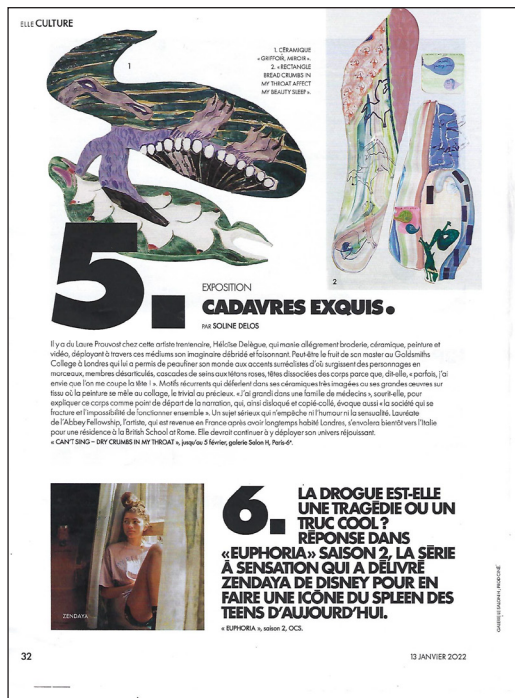 ELLE CULTURE
1. CÉRAMIQUE
« GRIFFOIR, MIROIR ».
2. « RECTANGLE
BREAD CRUMBS IN
MY THROAT AFFECT
MY BEAUTY SLEEP ».
1
2
5.
EXPOSITION
CADAVRES EXQUIS.
PAR SOLINE DELOS
Il y a du Laure Prouvost chez cette artiste trentenaire, Héloïse Delègue, qui manie allégrement broderie, céramique, peinture et
vidéo, déployant à travers ces médiums son imaginaire débridé et foisonnant. Peut-être le fruit de son master au Goldsmiths
College à Londres qui lui a permis de peaufiner son monde aux accents surréalistes d'où surgissent des personnages en
morceaux, membres désarticulés, cascades de seins aux tétons roses, têtes dissociées des corps parce que, dit-elle, « parfois, j'ai
envie que l'on me coupe la tête ! ». Motifs récurrents qui déferlent dans ses céramiques très imagées ou ses grandes œuvres sur
tissu où la peinture se mêle au collage, le trivial au précieux. « J'ai grandi dans une famille de médecins », sourit-elle, pour
expliquer ce corps comme point de départ de la narration, qui, ainsi disloqué et copié-collé, évoque aussi « la société qui se
fracture et l'impossibilité de fonctionner ensemble ». Un sujet sérieux qui n'empêche ni l'humour ni la sensualité. Lauréate
de l'Abbey Fellowship, l'artiste, qui est revenue en France après avoir longtemps habité Londres, s'envolera bientôt vers l'Italie
pour une résidence à la British School at Rome. Elle devrait continuer à y déployer son univers réjouissant.
« CAN'T SING – DRY CRUMBS IN MY THROAT », jusqu'au 5 février, galerie Salon H, Paris-6e.
ZENDAYA
6.
LA DROGUE EST-ELLE
UNE TRAGÉDIE OU UN
TRUC COOL ?
RÉPONSE DANS
« EUPHORIA » SAISON 2, LA SÉRIE
À SENSATION QUI A DÉLIVRÉ
ZENDAYA DE DISNEY POUR EN
FAIRE UNE ICÔNE DU SPLEEN DES
TEENS D'AUJOURD'HUI.
« EUPHORIA », saison 2, OCS.
32
13 JANVIER 2022